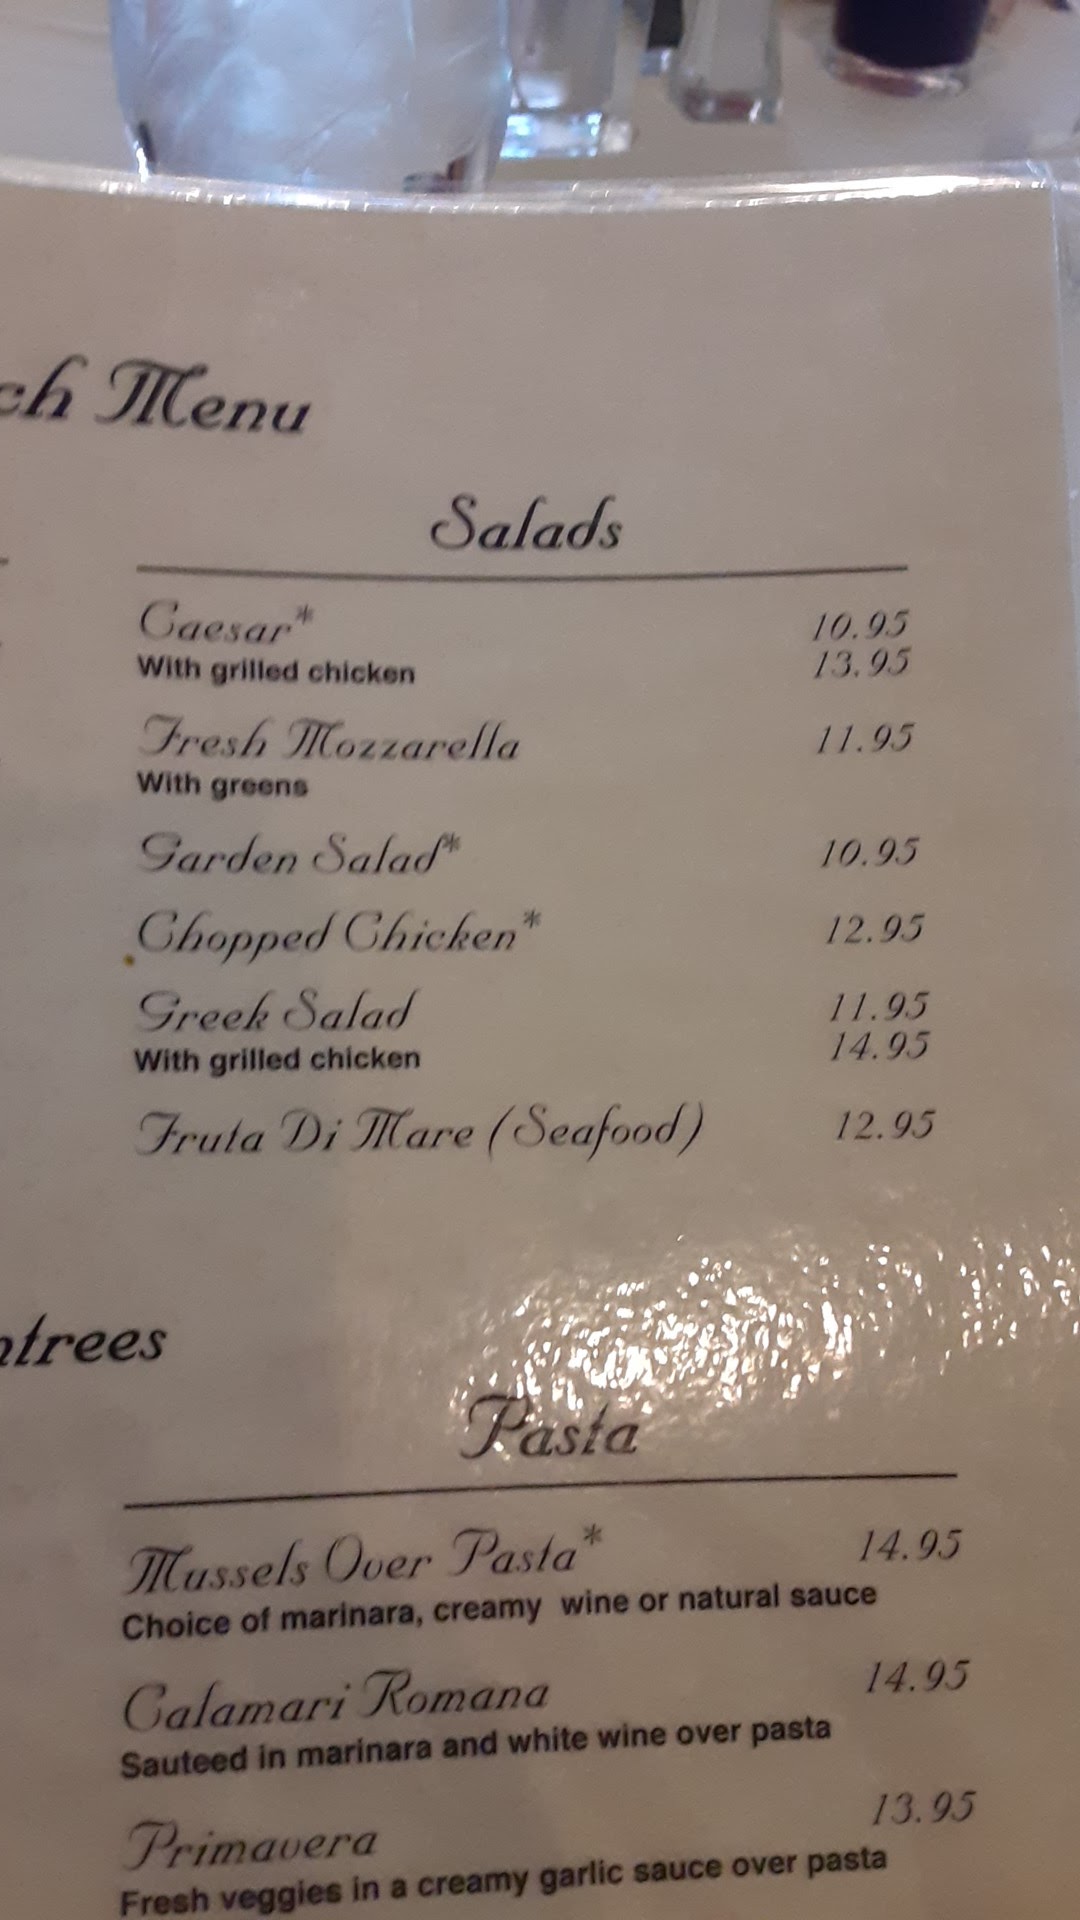 ch Menu
Salads
Caesar* 10.95
With grilled chicken 13.95
Fresh Mozzarella 11.95
With greens
Garden Salad* 10.95
Chopped Chicken* 12.95
Greek Salad 11.95
With grilled chicken 14.95
Fruta Di Mare (Seafood) 12.95
ntrees
Pasta
Mussels Over Pasta* 14.95
Choice of marinara, creamy wine or natural sauce
Calamari Romana 14.95
Sauteed in marinara and white wine over pasta
Primavera 13.95
Fresh veggies in a creamy garlic sauce over pasta